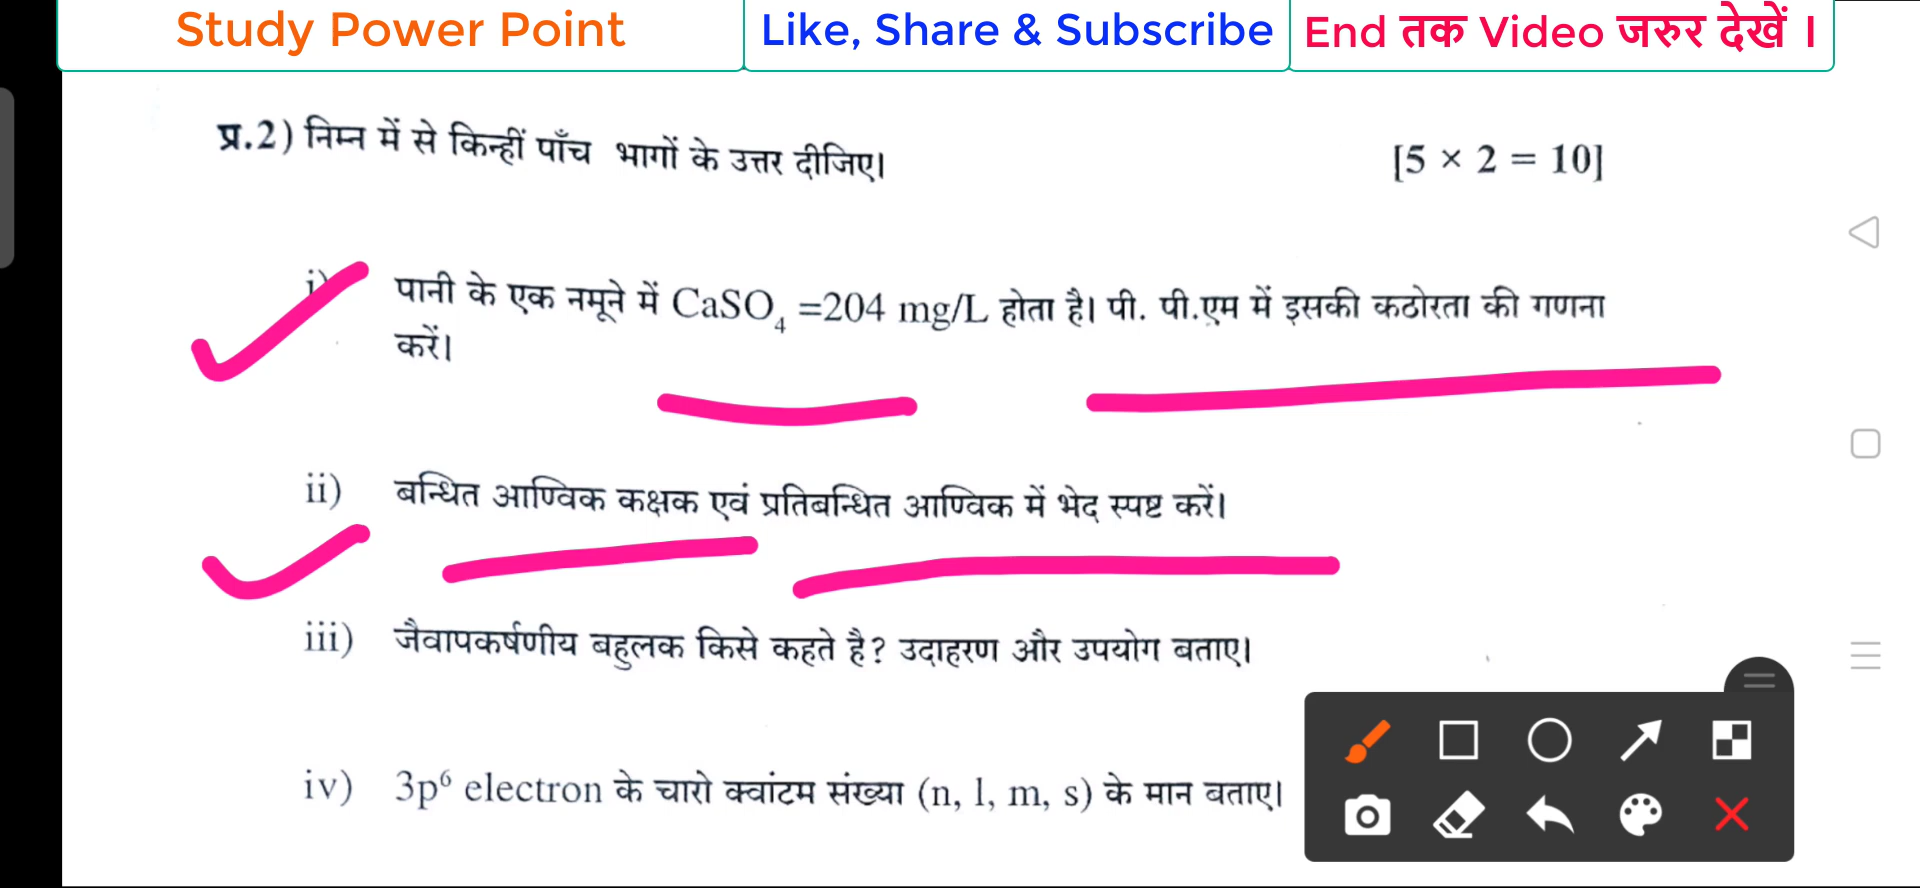 Study Power Point
Like, Share & Subscribe
End तक Video जरुर देखें ।
प्र.2) निम्न में से किन्हीं पाँच भागों के उत्तर दीजिए। [5 × 2 = 10]
i) पानी के एक नमूने में CaSO₄ =204 mg/L होता है। पी. पी.एम में इसकी कठोरता की गणना
करें।
ii) बन्धित आण्विक कक्षक एवं प्रतिबन्धित आण्विक में भेद स्पष्ट करें।
iii) जैवापकर्षणीय बहुलक किसे कहते है? उदाहरण और उपयोग बताए।
iv) 3p⁶ electron के चारो क्वांटम संख्या (n, l, m, s) के मान बताए।